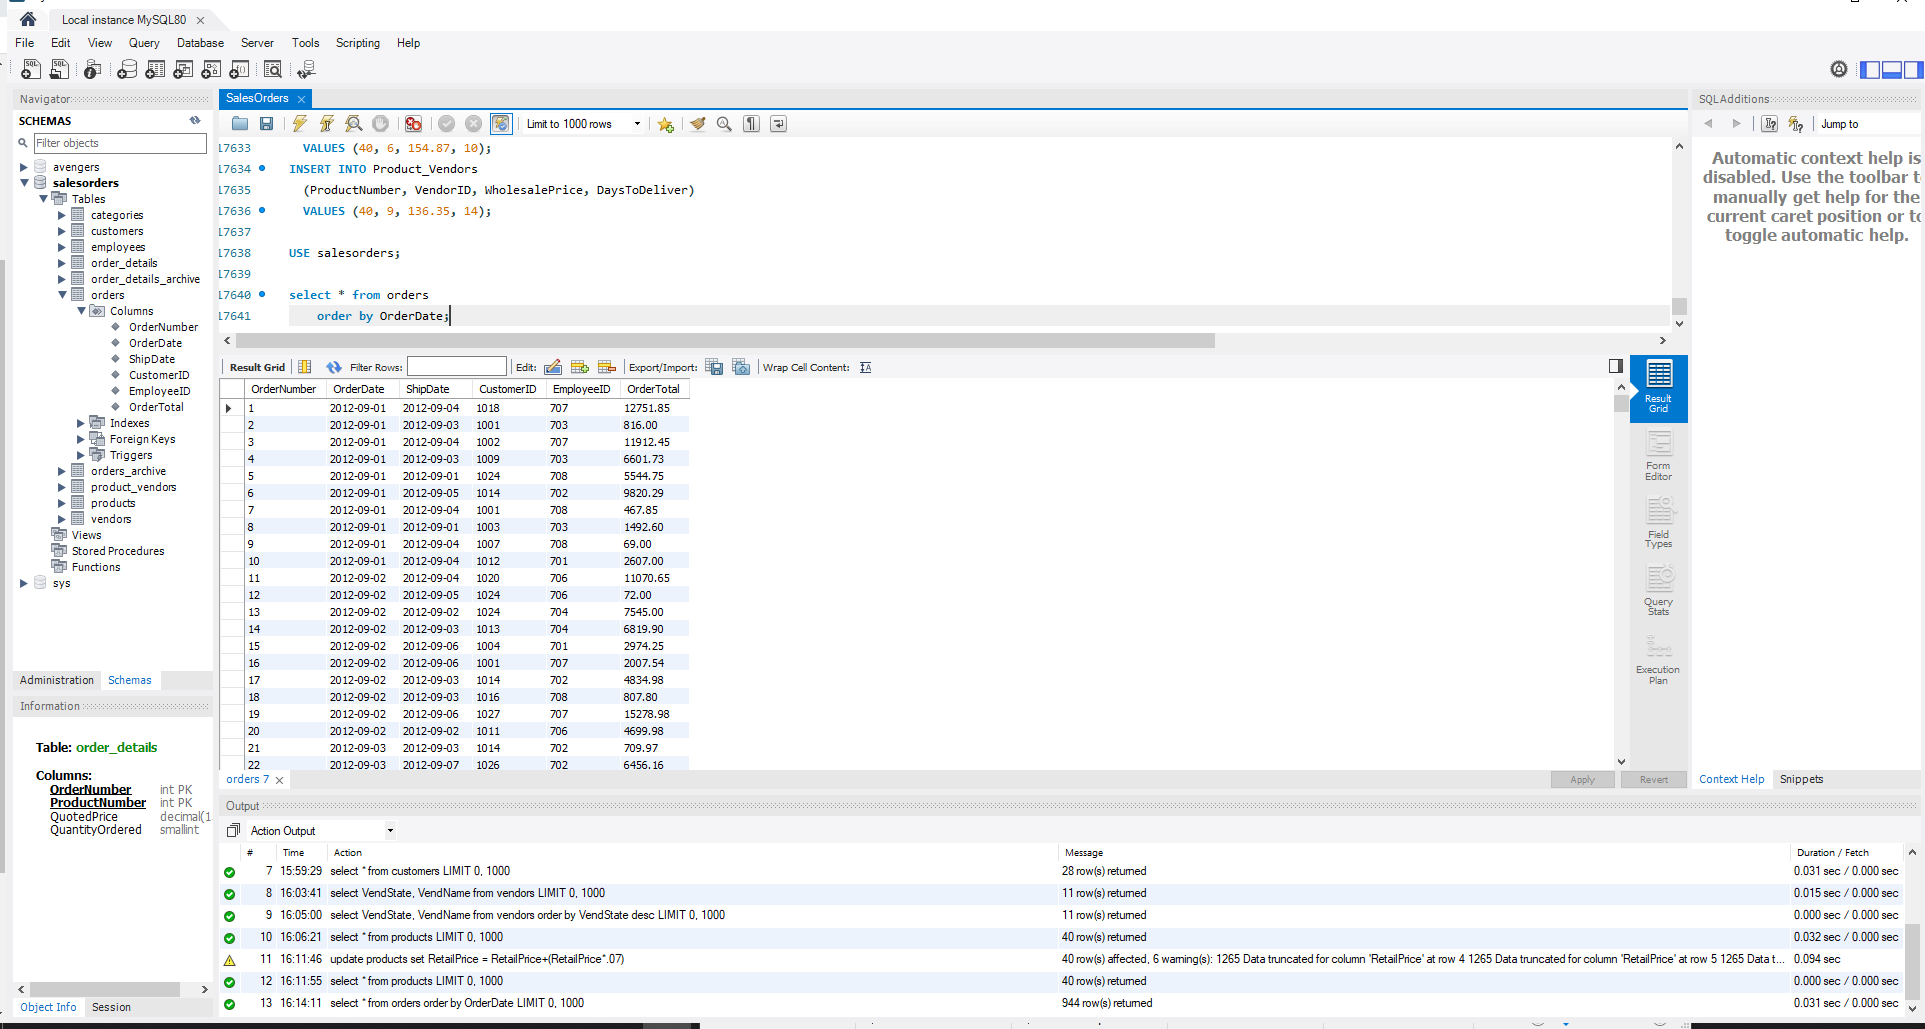 Local instance MySQL80
File Edit View Query Database Server Tools Scripting Help
Navigator
SCHEMAS
Filter objects
avengers
salesorders
Tables
categories
customers
employees
order_details
order_details_archive
orders
Columns
OrderNumber
OrderDate
ShipDate
CustomerID
EmployeeID
OrderTotal
Indexes
Foreign Keys
Triggers
orders_archive
product_vendors
products
vendors
Views
Stored Procedures
Functions
sys
Administration Schemas
Information
Table: order_details
Columns:
OrderNumber int PK
ProductNumber int PK
QuotedPrice decimal(1
QuantityOrdered smallint
Object Info Session
SalesOrders
Limit to 1000 rows
17633 VALUES (40, 6, 154.87, 10);
17634 INSERT INTO Product_Vendors
17635 (ProductNumber, VendorID, WholesalePrice, DaysToDeliver)
17636 VALUES (40, 9, 136.35, 14);
17637
17638 USE salesorders;
17639
17640 select * from orders
17641 order by OrderDate;
Result Grid Filter Rows: Edit: Export/Import: Wrap Cell Content:
OrderNumber OrderDate ShipDate CustomerID EmployeeID OrderTotal
1 2012-09-01 2012-09-04 1018 707 12751.85
2 2012-09-01 2012-09-03 1001 703 816.00
3 2012-09-01 2012-09-04 1002 707 11912.45
4 2012-09-01 2012-09-03 1009 703 6601.73
5 2012-09-01 2012-09-01 1024 708 5544.75
6 2012-09-01 2012-09-05 1014 702 9820.29
7 2012-09-01 2012-09-04 1001 708 467.85
8 2012-09-01 2012-09-01 1003 703 1492.60
9 2012-09-01 2012-09-04 1007 708 69.00
10 2012-09-01 2012-09-04 1012 701 2607.00
11 2012-09-02 2012-09-04 1020 706 11070.65
12 2012-09-02 2012-09-05 1024 706 72.00
13 2012-09-02 2012-09-02 1024 704 7545.00
14 2012-09-02 2012-09-03 1013 704 6819.90
15 2012-09-02 2012-09-06 1004 701 2974.25
16 2012-09-02 2012-09-06 1001 707 2007.54
17 2012-09-02 2012-09-03 1014 702 4834.98
18 2012-09-02 2012-09-03 1016 708 807.80
19 2012-09-02 2012-09-06 1027 707 15278.98
20 2012-09-02 2012-09-02 1011 706 4699.98
21 2012-09-03 2012-09-03 1014 702 709.97
22 2012-09-03 2012-09-07 1026 702 6456.16
Result
Grid
Form
Editor
Field
Types
Query
Stats
Execution
Plan
orders 7
Apply Revert
SQLAdditions
Jump to
Automatic context help is
disabled. Use the toolbar t
manually get help for the
current caret position or to
toggle automatic help.
Context Help Snippets
Output
Action Output
# Time Action Message Duration / Fetch
7 15:59:29 select * from customers LIMIT 0, 1000 28 row(s) returned 0.031 sec / 0.000 sec
8 16:03:41 select VendState, VendName from vendors LIMIT 0, 1000 11 row(s) returned 0.015 sec / 0.000 sec
9 16:05:00 select VendState, VendName from vendors order by VendState desc LIMIT 0, 1000 11 row(s) returned 0.000 sec / 0.000 sec
10 16:06:21 select * from products LIMIT 0, 1000 40 row(s) returned 0.032 sec / 0.000 sec
11 16:11:46 update products set RetailPrice = RetailPrice+(RetailPrice*.07) 40 row(s) affected, 6 warning(s): 1265 Data truncated for column 'RetailPrice' at row 4 1265 Data truncated for column 'RetailPrice' at row 5 1265 Data t... 0.094 sec
12 16:11:55 select * from products LIMIT 0, 1000 40 row(s) returned 0.000 sec / 0.000 sec
13 16:14:11 select * from orders order by OrderDate LIMIT 0, 1000 944 row(s) returned 0.031 sec / 0.000 sec